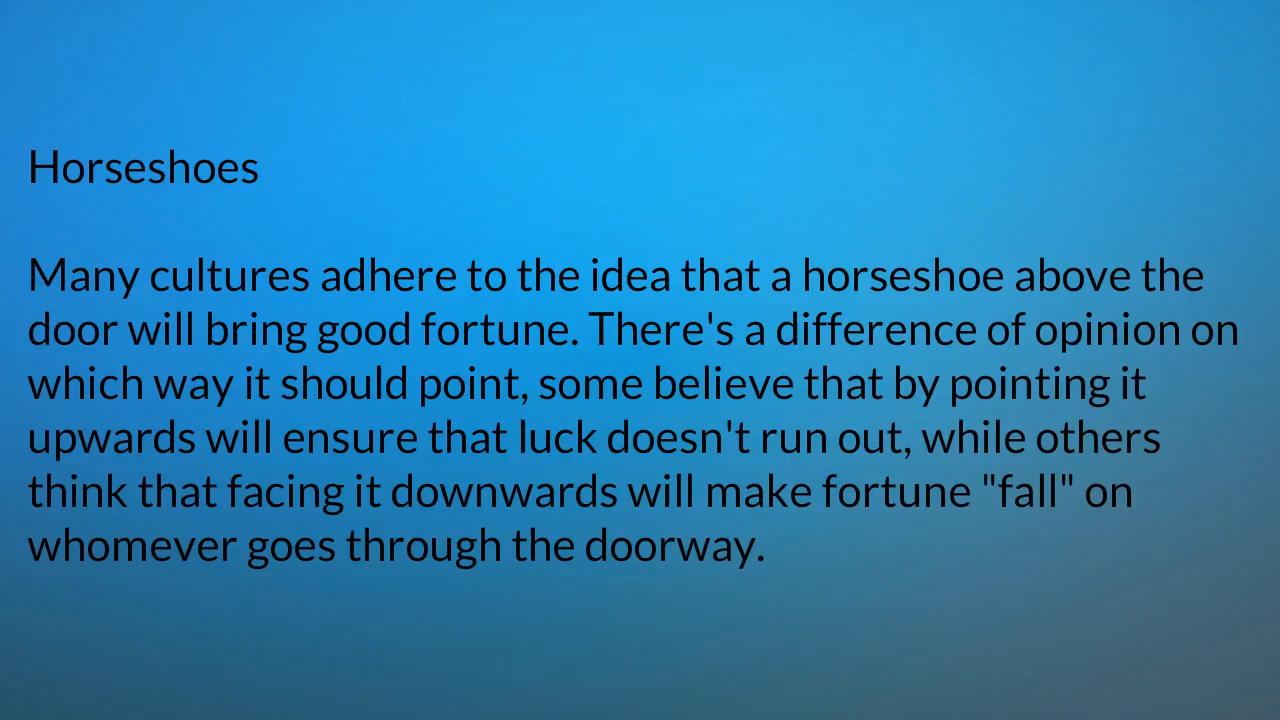 Horseshoes
Many cultures adhere to the idea that a horseshoe above the
door will bring good fortune. There's a difference of opinion on
which way it should point, some believe that by pointing it
upwards will ensure that luck doesn't run out, while others
think that facing it downwards will make fortune "fall" on
whomever goes through the doorway.